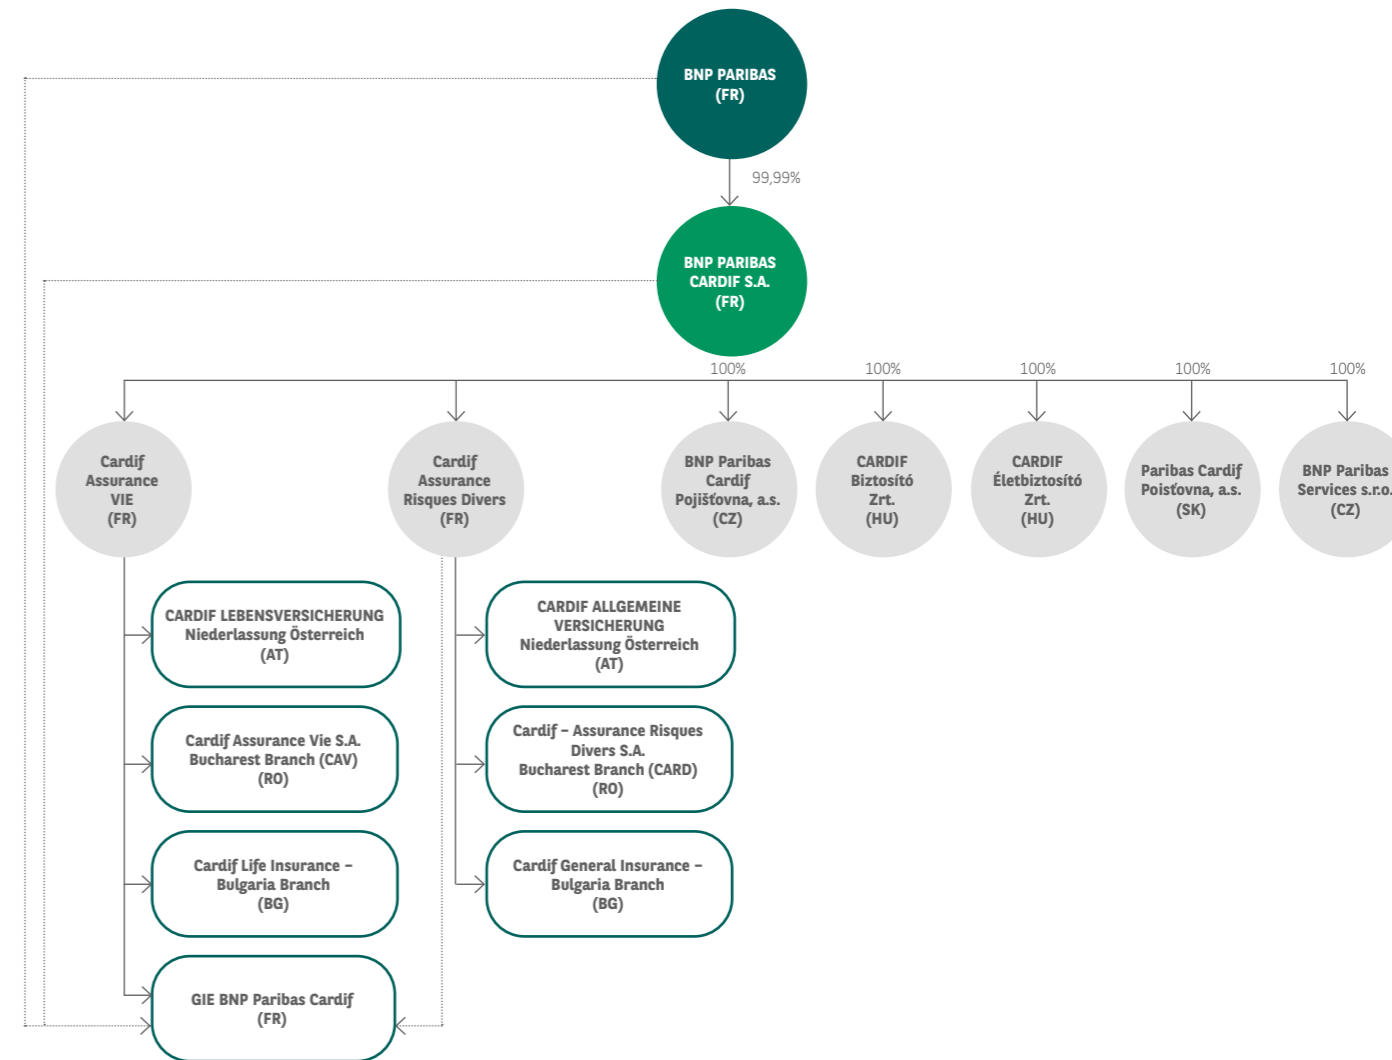 BNP PARIBAS
(FR)
99,99%
BNP PARIBAS
CARDIF S.A.
(FR)
100%
100%
100%
100%
100%
Cardif
Assurance
VIE
(FR)
Cardif
Assurance
Risques Divers
(FR)
BNP Paribas
Cardif
Pojišťovna, a.s.
(CZ)
CARDIF
Biztosító
Zrt.
(HU)
CARDIF
Életbiztosító
Zrt.
(HU)
Paribas Cardif
Poisťovna, a.s.
(SK)
BNP Paribas
Services s.r.o.
(CZ)
CARDIF LEBENSVERSICHERUNG
Niederlassung Österreich
(AT)
CARDIF ALLGEMEINE
VERSICHERUNG
Niederlassung Österreich
(AT)
Cardif Assurance Vie S.A.
Bucharest Branch (CAV)
(RO)
Cardif – Assurance Risques
Divers S.A.
Bucharest Branch (CARD)
(RO)
Cardif Life Insurance –
Bulgaria Branch
(BG)
Cardif General Insurance –
Bulgaria Branch
(BG)
GIE BNP Paribas Cardif
(FR)